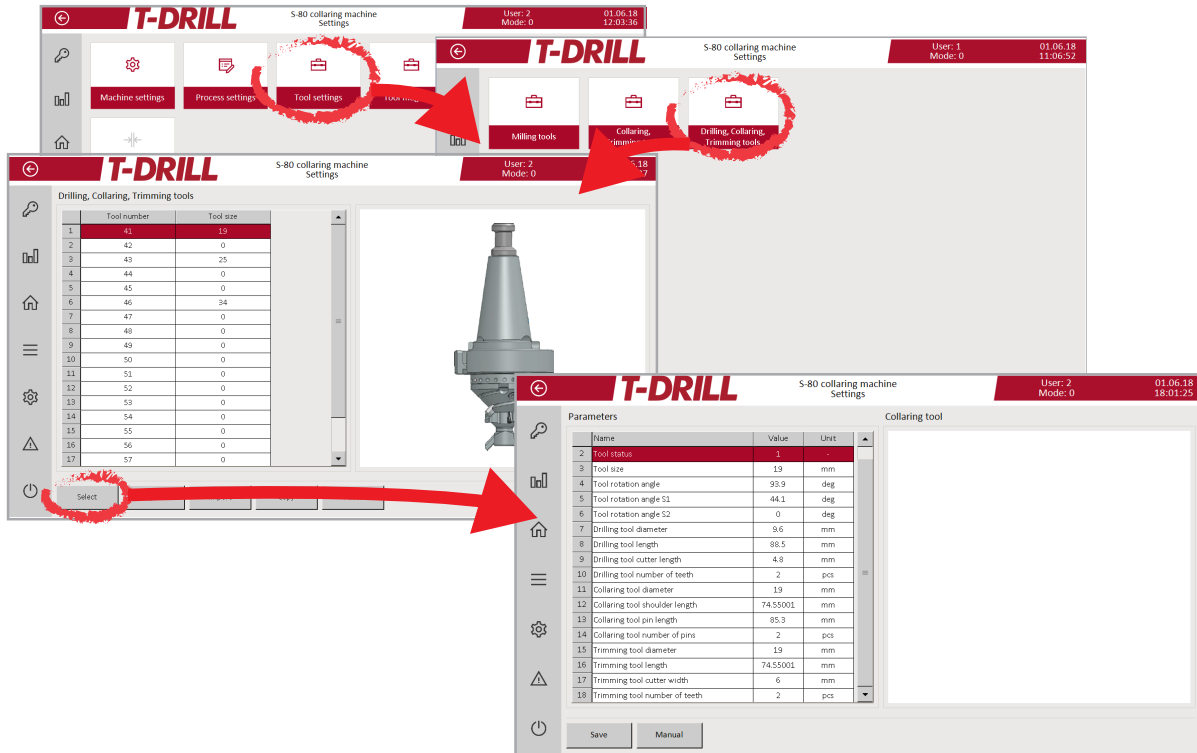 T-DRILL
S-80 collaring machine
Settings
User: 2
Mode: 0
01.06.18
12:03:36
Machine settings
Process settings
Tool settings
T-DRILL
S-80 collaring machine
Settings
User: 1
Mode: 0
01.06.18
11:06:52
Milling tools
Collaring,
Drilling, Collaring,
Trimming tools
T-DRILL
S-80 collaring machine
Settings
User: 2
Mode: 0
Drilling, Collaring, Trimming tools
Tool number Tool size
1 41 19
2 42 0
3 43 25
4 44 0
5 45 0
6 46 34
7 47 0
8 48 0
9 49 0
10 50 0
11 51 0
12 52 0
13 53 0
14 54 0
15 55 0
16 56 0
17 57 0
Select
T-DRILL
S-80 collaring machine
Settings
User: 2
Mode: 0
01.06.18
18:01:25
Parameters
Collaring tool
Name Value Unit
2 Tool status 1 -
3 Tool size 19 mm
4 Tool rotation angle 93.9 deg
5 Tool rotation angle S1 44.1 deg
6 Tool rotation angle S2 0 deg
7 Drilling tool diameter 9.6 mm
8 Drilling tool length 88.5 mm
9 Drilling tool cutter length 4.8 mm
10 Drilling tool number of teeth 2 pcs
11 Collaring tool diameter 19 mm
12 Collaring tool shoulder length 74.55001 mm
13 Collaring tool pin length 85.3 mm
14 Collaring tool number of pins 2 pcs
15 Trimming tool diameter 19 mm
16 Trimming tool length 74.55001 mm
17 Trimming tool cutter width 6 mm
18 Trimming tool number of teeth 2 pcs
Save
Manual